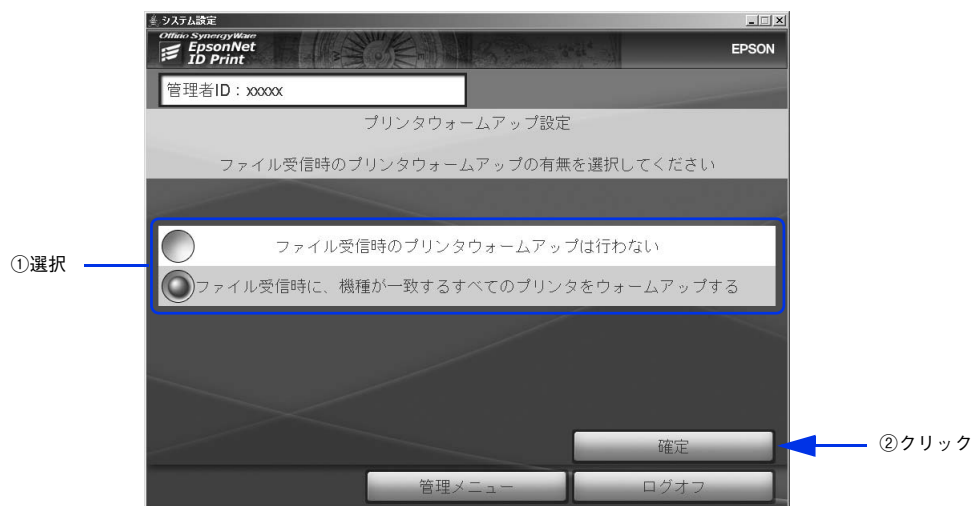 システム設定
Offirio SynergyWare
EpsonNet
ID Print
EPSON
管理者ID：xxxxx
プリンタウォームアップ設定
ファイル受信時のプリンタウォームアップの有無を選択してください
ファイル受信時のプリンタウォームアップは行わない
①選択
ファイル受信時に、機種が一致するすべてのプリンタをウォームアップする
確定
②クリック
管理メニュー
ログオフ